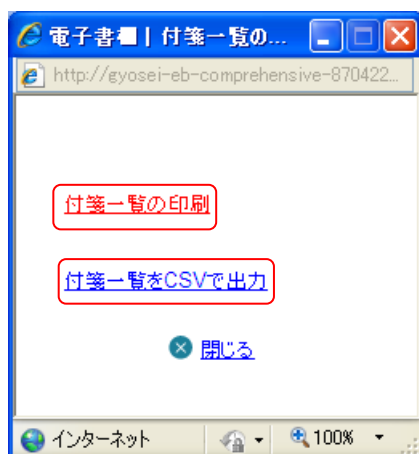 電子書棚 | 付箋一覧の...
http://gyosei-eb-comprehensive-870422...
付箋一覧の印刷
付箋一覧をCSVで出力
閉じる
インターネット
100%